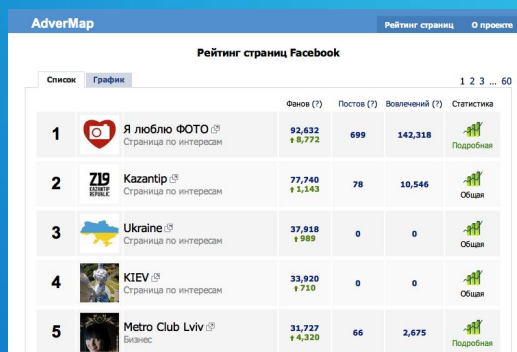 AdverMap
Рейтинг страниц О проекте
Рейтинг страниц Facebook
Список График 1 2 3 ... 60
Фанов (?) Постов (?) Вовлечений (?) Статистика
1 Я люблю ФОТО 92,632 699 142,318
Страница по интересам 8,772 Подробная
2 Z19 KAZANTIP REPUBLIC Kazantip 77,740 78 10,546
Страница по интересам 1,143 Общая
3 Ukraine 37,918 0 0
Страница по интересам 989 Общая
4 KIEV 33,920 0 0
Страница по интересам 710 Общая
5 Metro Club Lviv 31,727 66 2,675
Бизнес 4,320 Подробная